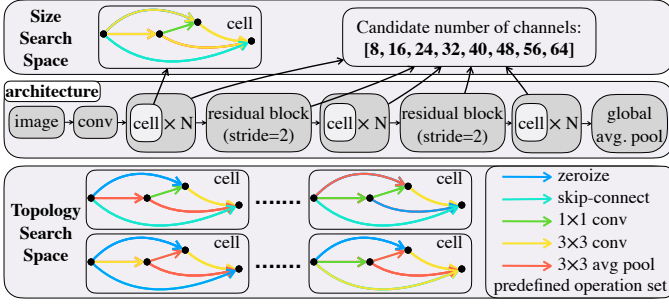 Size
Search
Space
cell
Candidate number of channels:
[8, 16, 24, 32, 40, 48, 56, 64]
architecture
image
conv
cell × N
residual block
(stride=2)
cell × N
residual block
(stride=2)
cell × N
global
avg. pool
Topology
Search
Space
cell
cell
cell
cell
zeroize
skip-connect
1×1 conv
3×3 conv
3×3 avg pool
predefined operation set